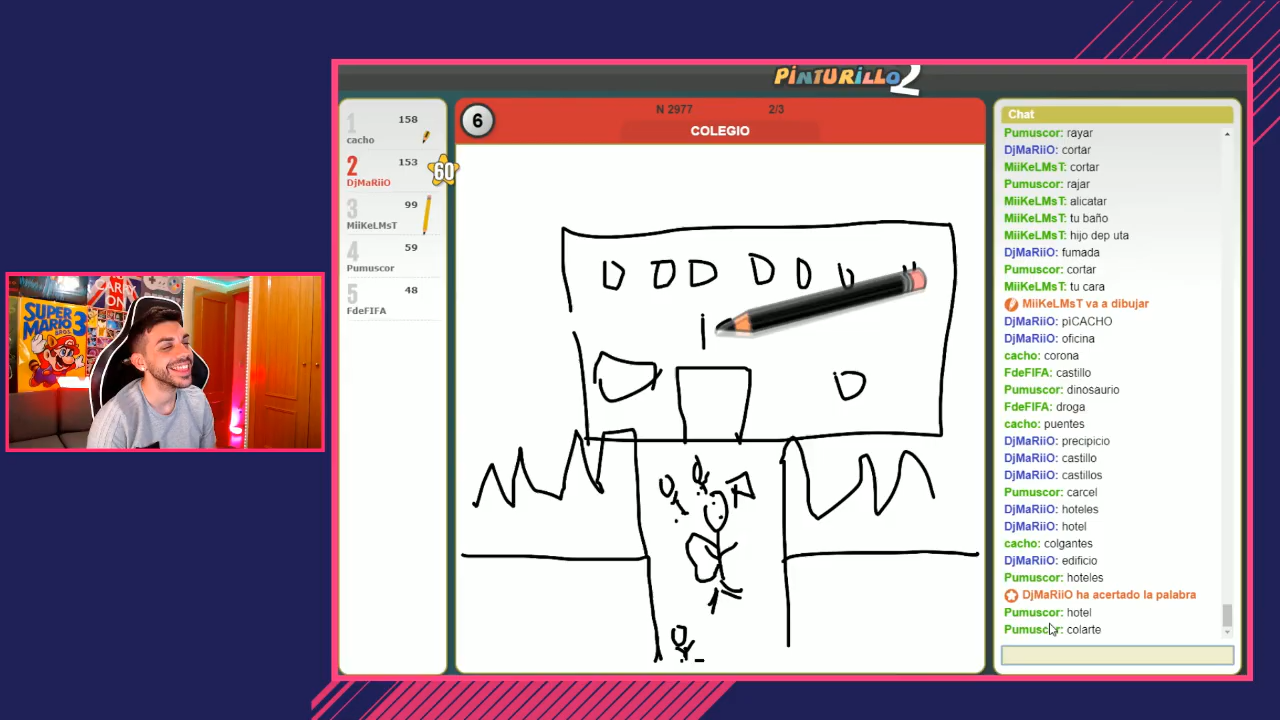 PINTURILLO 2
1
158
cacho
2
153
DjMaRiiO
60
3
99
MiiKeLMsT
4
59
Pumuscor
5
48
FdeFIFA
6
N 2977
2/3
COLEGIO
CARRY ON
SUPER MARIO BROS. 3
Chat
Pumuscor: rayar
DjMaRiiO: cortar
MiiKeLMsT: cortar
Pumuscor: rajar
MiiKeLMsT: alicatar
MiiKeLMsT: tu baño
MiiKeLMsT: hijo dep uta
DjMaRiiO: fumada
Pumuscor: cortar
MiiKeLMsT: tu cara
MiiKeLMsT va a dibujar
DjMaRiiO: piCACHO
DjMaRiiO: oficina
cacho: corona
FdeFIFA: castillo
Pumuscor: dinosaurio
FdeFIFA: droga
cacho: puentes
DjMaRiiO: precipicio
DjMaRiiO: castillo
DjMaRiiO: castillos
Pumuscor: carcel
DjMaRiiO: hoteles
DjMaRiiO: hotel
cacho: colgantes
DjMaRiiO: edificio
Pumuscor: hoteles
DjMaRiiO ha acertado la palabra
Pumuscor: hotel
Pumuscor: colarte